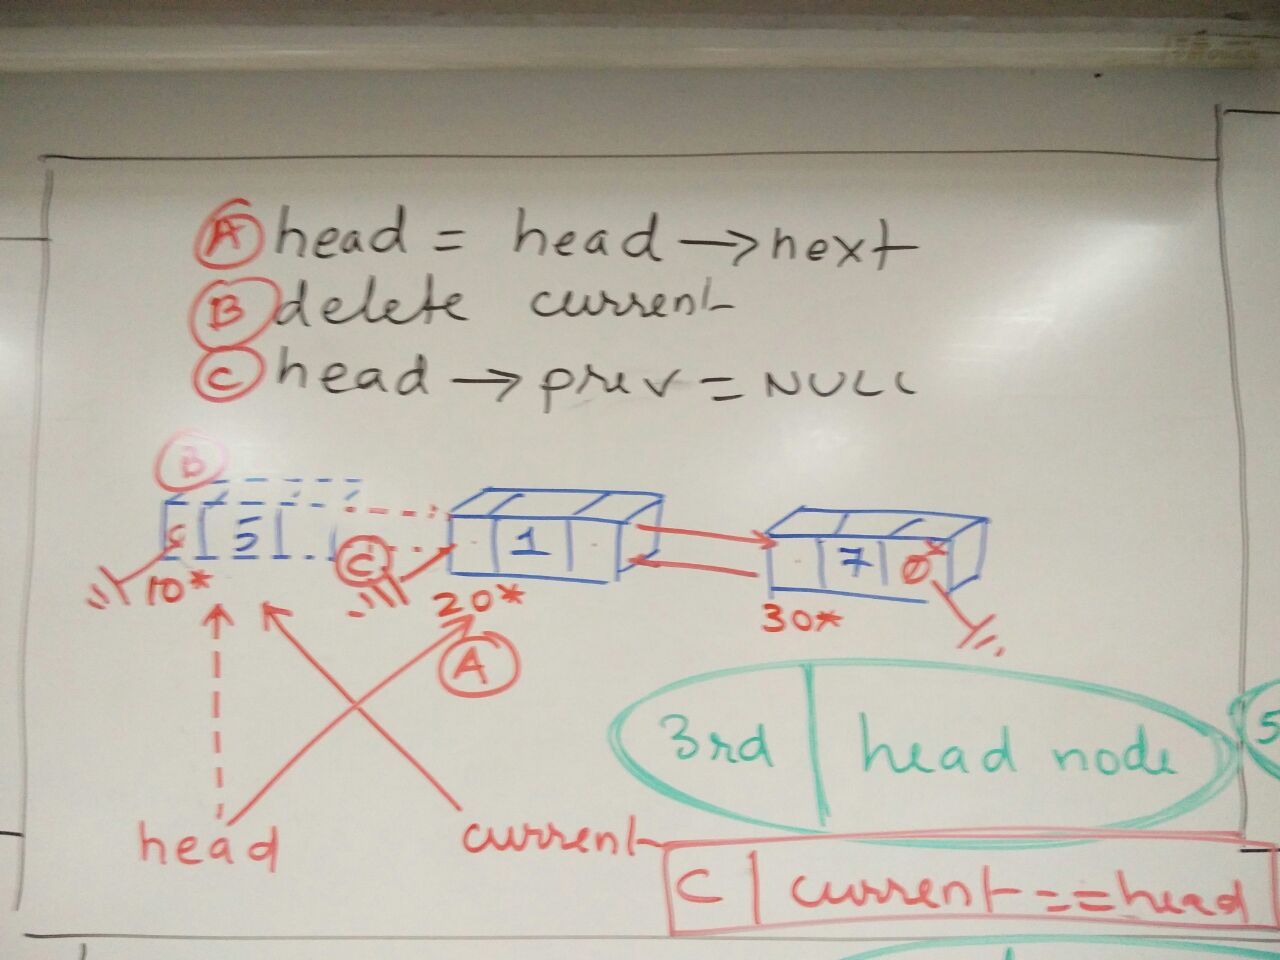 A head = head → next
B delete current
C head → prev = NULL
B
5 1 7 Ø
C
10* 20* 30*
A
3rd head node
5
head current
C current == head